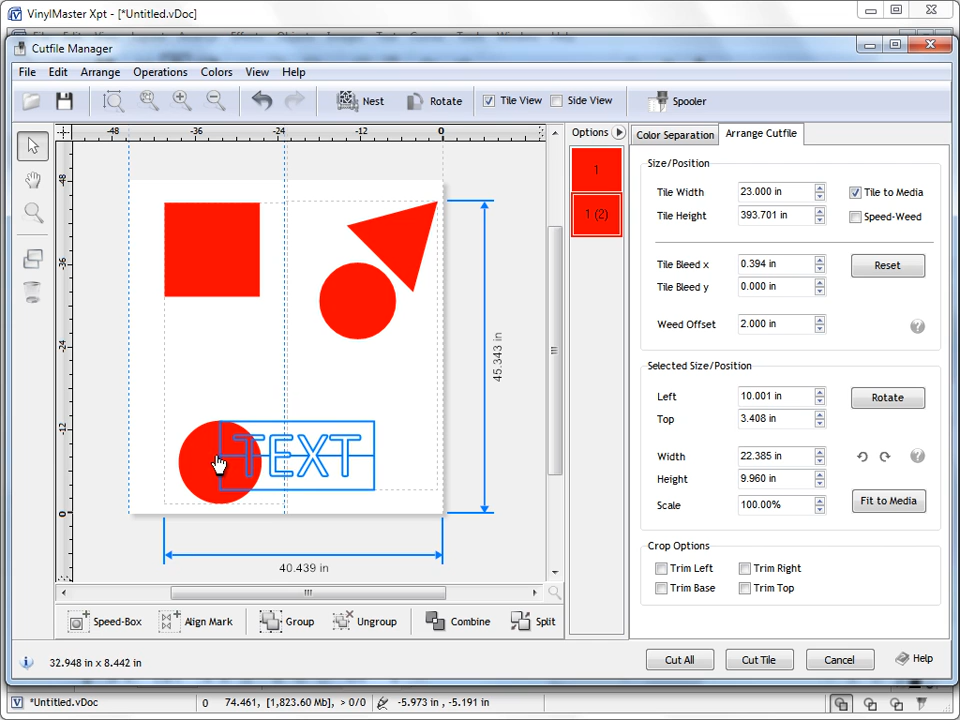 VinylMaster Xpt - [*Untitled.vDoc]
Cutfile Manager
File Edit Arrange Operations Colors View Help
Nest Rotate Tile View Side View Spooler
-48 -36 -24 -12 0
Options
Color Separation Arrange Cutfile
1
1 (2)
48
-36
-24
-12
0
45.343 in
TEXT
40.439 in
Size/Position
Tile Width 23.000 in Tile to Media
Tile Height 393.701 in Speed-Weed
Tile Bleed x 0.394 in Reset
Tile Bleed y 0.000 in
Weed Offset 2.000 in ?
Selected Size/Position
Left 10.001 in Rotate
Top 3.408 in
Width 22.385 in ?
Height 9.960 in
Scale 100.00% Fit to Media
Crop Options
Trim Left Trim Right
Trim Base Trim Top
Speed-Box Align Mark Group Ungroup Combine Split
32.948 in x 8.442 in
Cut All Cut Tile Cancel Help
*Untitled.vDoc 0 74.461, [1,823.60 Mb], > 0/0 -5.973 in , -5.191 in